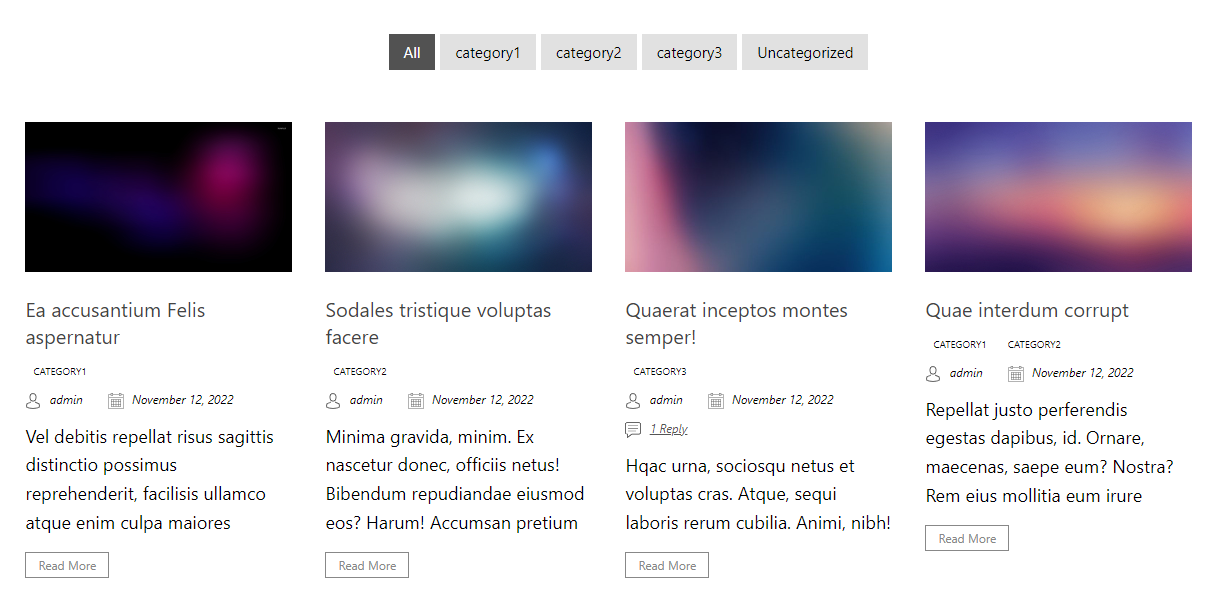 All
category1
category2
category3
Uncategorized
Ea accusantium Felis
aspernatur
CATEGORY1
admin
November 12, 2022
Vel debitis repellat risus sagittis
distinctio possimus
reprehenderit, facilisis ullamco
atque enim culpa maiores
Read More
Sodales tristique voluptas
facere
CATEGORY2
admin
November 12, 2022
Minima gravida, minim. Ex
nascetur donec, officiis netus!
Bibendum repudiandae eiusmod
eos? Harum! Accumsan pretium
Read More
Quaerat inceptos montes
semper!
CATEGORY3
admin
November 12, 2022
1 Reply
Hqac urna, sociosqu netus et
voluptas cras. Atque, sequi
laboris rerum cubilia. Animi, nibh!
Read More
Quae interdum corrupt
CATEGORY1
CATEGORY2
admin
November 12, 2022
Repellat justo perferendis
egestas dapibus, id. Ornare,
maecenas, saepe eum? Nostra?
Rem eius mollitia eum irure
Read More